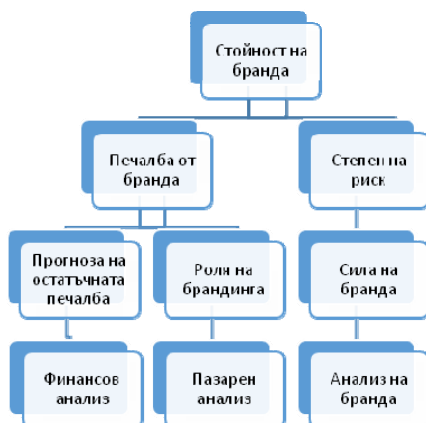 Стойност на
бранда
Печалба от
бранда
Степен на
риск
Прогноза на
остатъчната
печалба
Роля на
брандинга
Сила на
бранда
Финансов
анализ
Пазарен
анализ
Анализ на
бранда